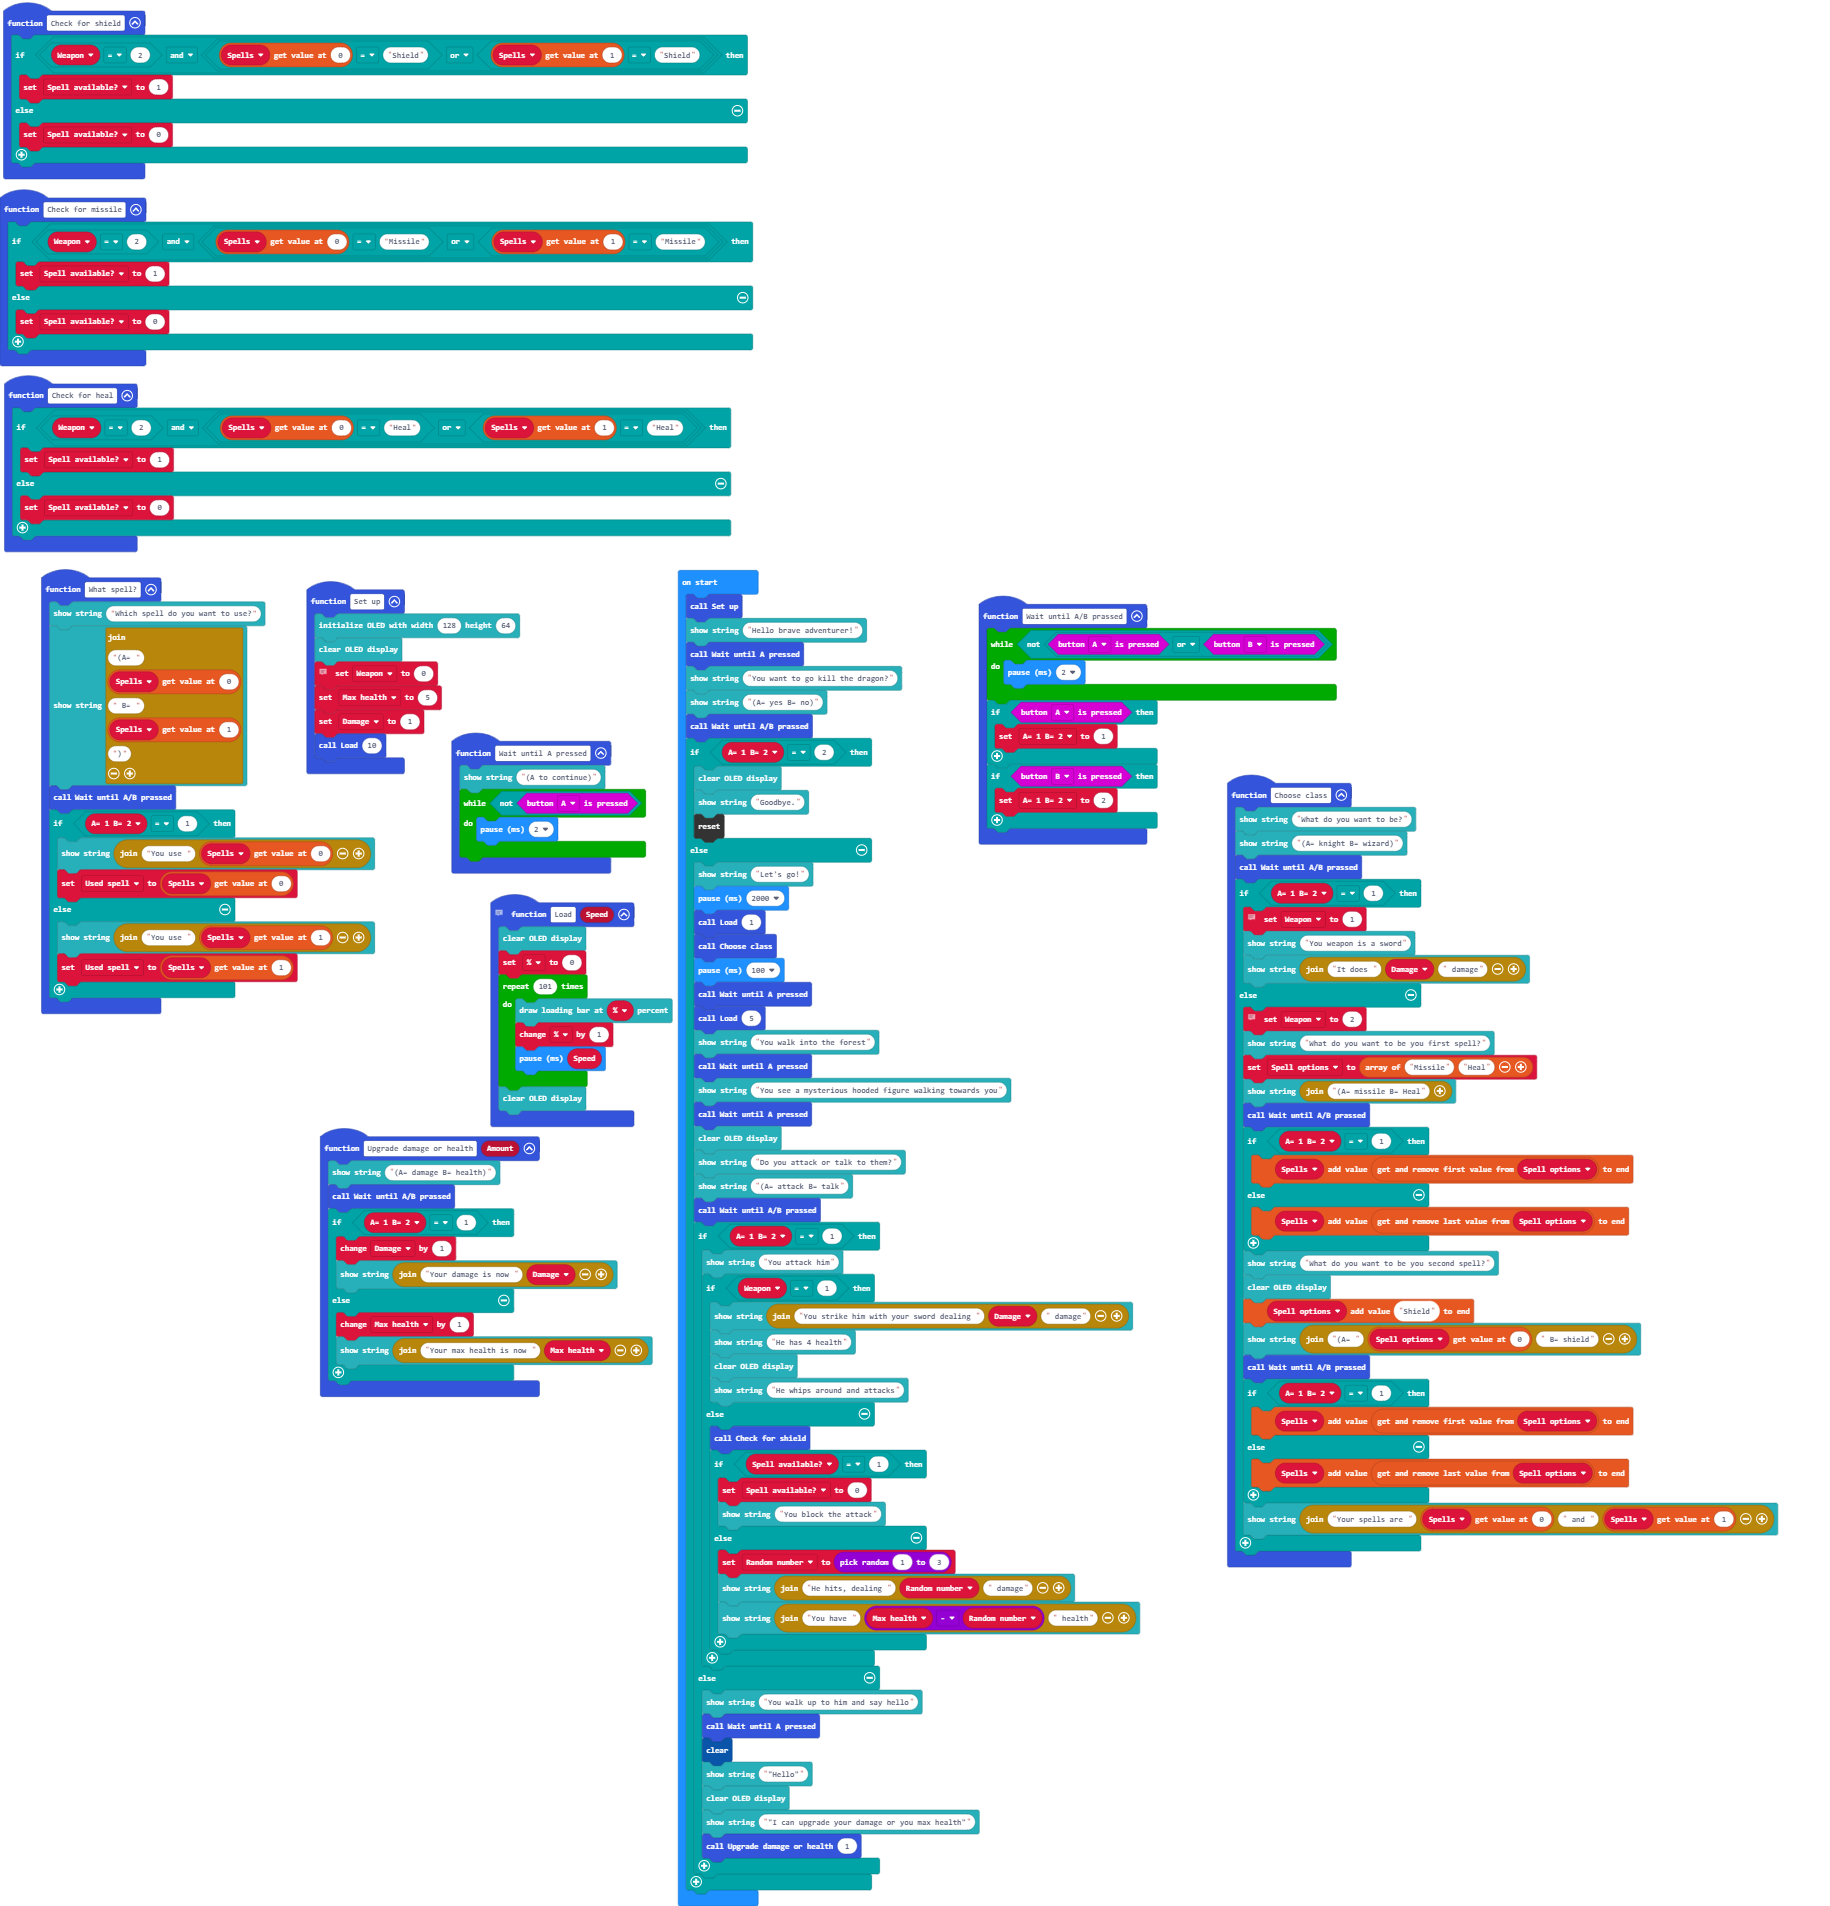 function Check for shield
if Weapon = 2 and Spells get value at 0 = "Shield" or Spells get value at 1 = "Shield" then
set Spell available? to 1
else
set Spell available? to 0
function Check for missile
if Weapon = 2 and Spells get value at 0 = "Missile" or Spells get value at 1 = "Missile" then
set Spell available? to 1
else
set Spell available? to 0
function Check for heal
if Weapon = 2 and Spells get value at 0 = "Heal" or Spells get value at 1 = "Heal" then
set Spell available? to 1
else
set Spell available? to 0
function What spell?
show string "Which spell do you want to use?"
show string join
"(A= "
Spells get value at 0
" B= "
Spells get value at 1
")"
call Wait until A/B prassed
if A= 1 B= 2 = 1 then
show string join "You use " Spells get value at 0
set Used spell to Spells get value at 0
else
show string join "You use " Spells get value at 1
set Used spell to Spells get value at 1
function Set up
initialize OLED with width 128 height 64
clear OLED display
set Weapon to 0
set Max health to 5
set Damage to 1
call Load 10
function Wait until A pressed
show string "(A to continue)"
while not button A is pressed
do pause (ms) 2
function Load Speed
clear OLED display
set % to 0
repeat 101 times
do draw loading bar at % percent
change % by 1
pause (ms) Speed
clear OLED display
function Upgrade damage or health Amount
show string "(A= damage B= health)"
call Wait until A/B prassed
if A= 1 B= 2 = 1 then
change Damage by 1
show string join "Your damage is now " Damage
else
change Max health by 1
show string join "Your max health is now " Max health
on start
call Set up
show string "Hello brave adventurer!"
call Wait until A pressed
show string "You want to go kill the dragon?"
show string "(A= yes B= no)"
call Wait until A/B prassed
if A= 1 B= 2 = 2 then
clear OLED display
show string "Goodbye."
reset
else
show string "Let's go!"
pause (ms) 2000
call Load 1
call Choose class
pause (ms) 100
call Wait until A pressed
call Load 5
show string "You walk into the forest"
call Wait until A pressed
show string "You see a mysterious hooded figure walking towards you"
call Wait until A pressed
clear OLED display
show string "Do you attack or talk to them?"
show string "(A= attack B= talk"
call Wait until A/B prassed
if A= 1 B= 2 = 1 then
show string "You attack him"
if Weapon = 1 then
show string join "You strike him with your sword dealing " Damage " damage"
show string "He has 4 health"
clear OLED display
show string "He whips around and attacks"
else
call Check for shield
if Spell available? = 1 then
set Spell available? to 0
show string "You block the attack"
else
set Random number to pick random 1 to 3
show string join "He hits, dealing " Random number " damage"
show string join "You have " Max health - Random number " health"
else
show string "You walk up to him and say hello"
call Wait until A pressed
clear
show string ""Hello""
clear OLED display
show string ""I can upgrade your damage or you max health""
call Upgrade damage or health 1
function Wait until A/B prassed
while not button A is pressed or button B is pressed
do pause (ms) 2
if button A is pressed then
set A= 1 B= 2 to 1
if button B is pressed then
set A= 1 B= 2 to 2
function Choose class
show string "What do you want to be?"
show string "(A= knight B= wizard)"
call Wait until A/B prassed
if A= 1 B= 2 = 1 then
set Weapon to 1
show string "You weapon is a sword"
show string join "It does " Damage " damage"
else
set Weapon to 2
show string "What do you want to be you first spell?"
set Spell options to array of "Missile" "Heal"
show string join "(A= missile B= Heal"
call Wait until A/B prassed
if A= 1 B= 2 = 1 then
Spells add value get and remove first value from Spell options to end
else
Spells add value get and remove last value from Spell options to end
show string "What do you want to be you second spell?"
clear OLED display
Spell options add value "Shield" to end
show string join "(A= " Spell options get value at 0 " B= shield"
call Wait until A/B prassed
if A= 1 B= 2 = 1 then
Spells add value get and remove first value from Spell options to end
else
Spells add value get and remove last value from Spell options to end
show string join "Your spells are " Spells get value at 0 " and " Spells get value at 1